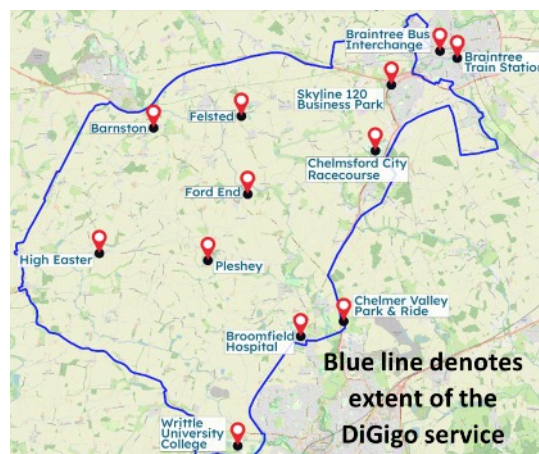 Braintree Bus
Interchange
Braintree
Train Station
Skyline 120
Business Park
Felsted
Barnston
Chelmsford City
Racecourse
Ford End
High Easter
Pleshey
Chelmer Valley
Park & Ride
Broomfield
Hospital
Blue line denotes
extent of the
DiGigo service
Writtle
University
College